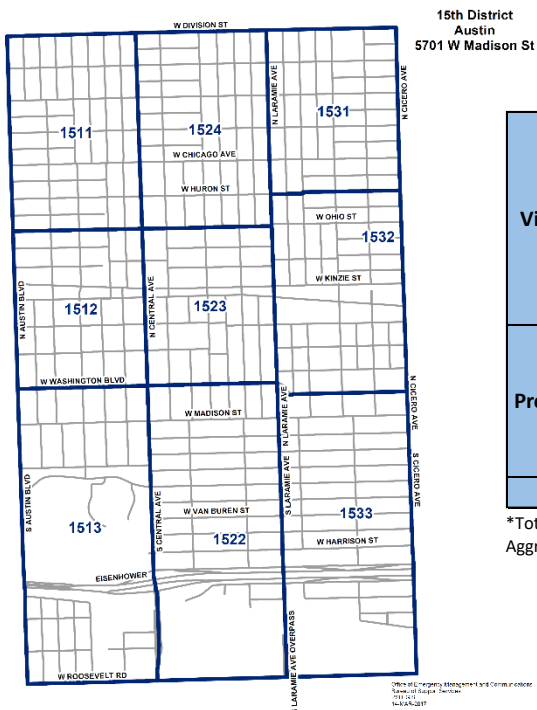 15th District
Austin
5701 W Madison St
W DIVISION ST
N LARAMIE AVE
N CICERO AVE
1511
1524
1531
W CHICAGO AVE
W HURON ST
W OHIO ST
1532
W KINZIE ST
N AUSTIN BLVD
1512
N CENTRAL AVE
1523
W WASHINGTON BLVD
N LARAMIE AVE
N CICERO AVE
W MADISON ST
S AUSTIN BLVD
S CENTRAL AVE
S LARAMIE AVE
S CICERO AVE
1513
W VAN BUREN ST
1522
1533
W HARRISON ST
EISENHOWER
LARAMIE AVE OVERPASS
W ROOSEVELT RD
Vi
Pro
*Tot
Aggr
Office of Emergency Management and Communications